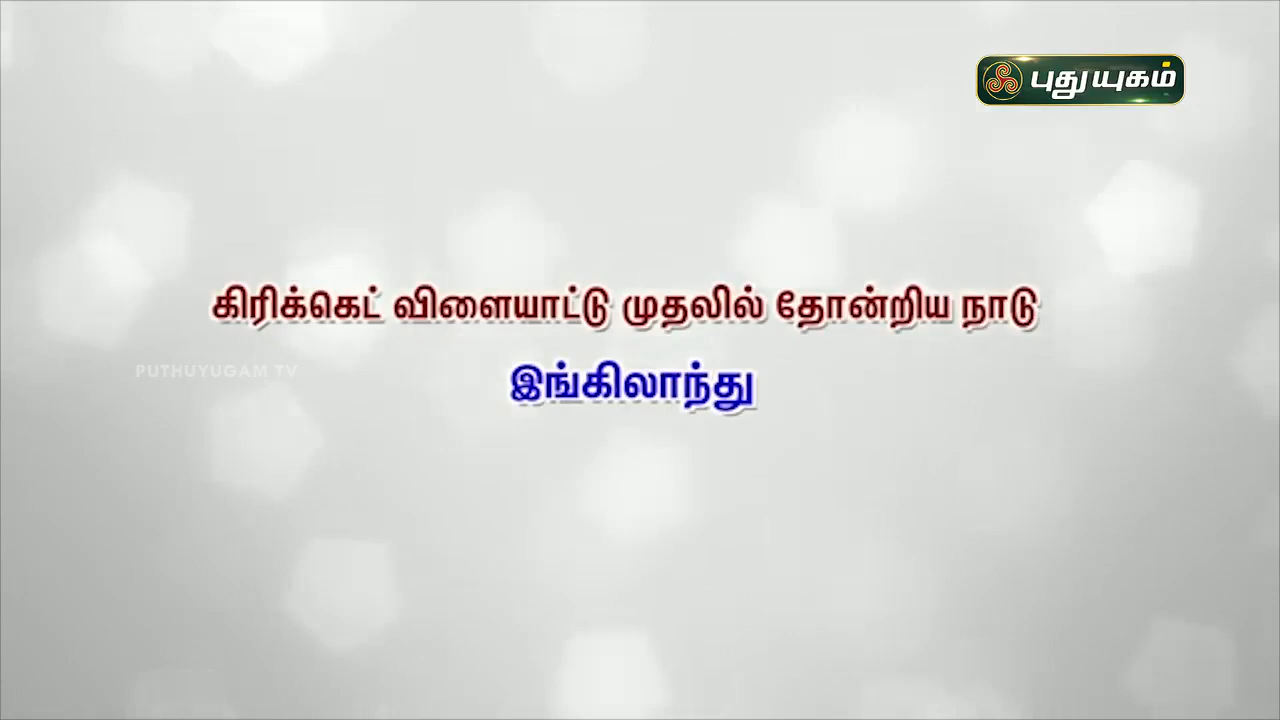 புதுயுகம்
கிரிக்கெட் விளையாட்டு முதலில் தோன்றிய நாடு
PUTHUYUGAM TV
இங்கிலாந்து